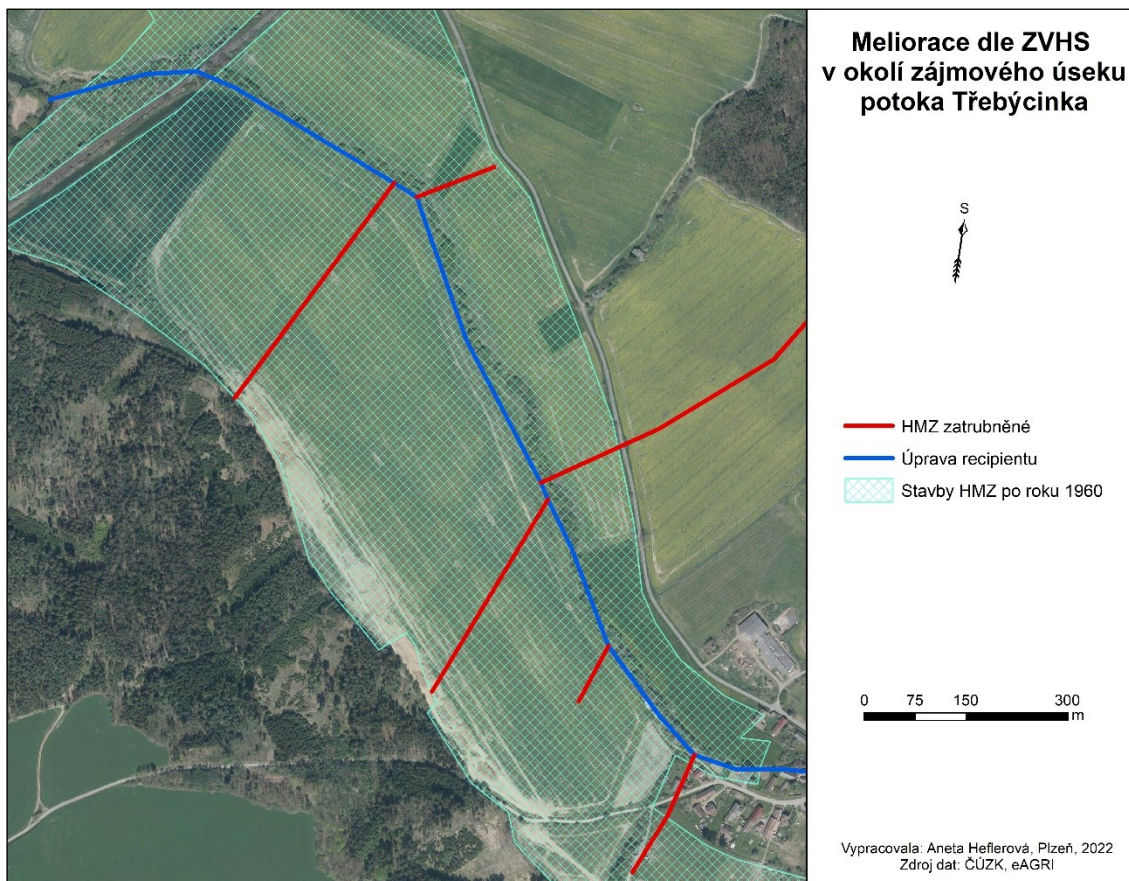 Meliorace dle ZVHS
v okolí zájmového úseku
potoka Třebýcinka
S
HMZ zatrubněné
Úprava recipientu
Stavby HMZ po roku 1960
0 75 150 300
m
Vypracovala: Aneta Heflerová, Plzeň, 2022
Zdroj dat: ČÚZK, eAGRI